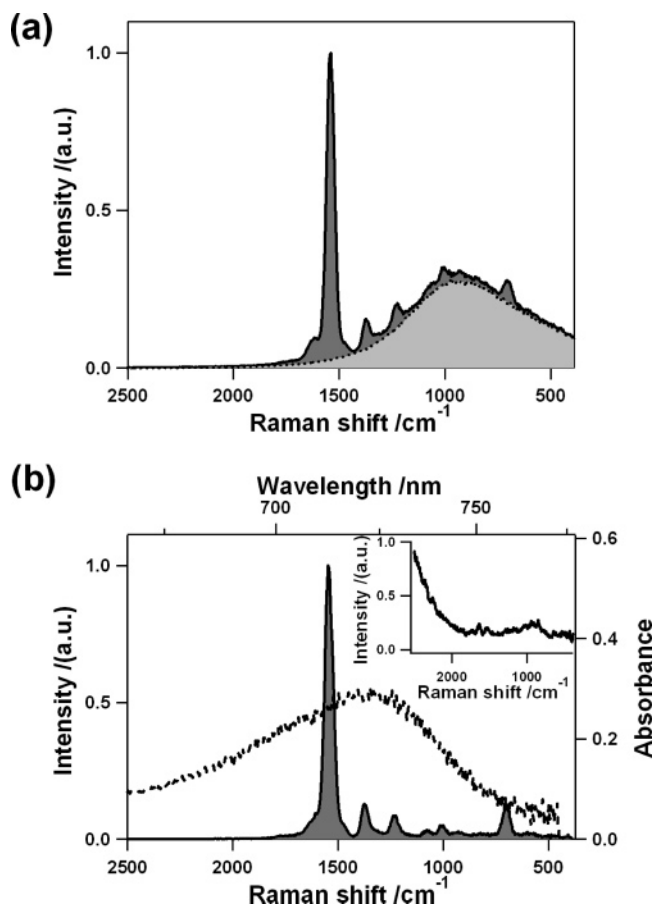 (a)
1.0
0.5
0.0
Intensity /(a.u.)
2500 2000 1500 1000 500
Raman shift /cm-1
(b)
Wavelength /nm
700 750
1.0
0.5
0.0
Intensity /(a.u.)
0.6
0.4
0.2
0.0
Absorbance
1.0
0.5
0.0
Intensity /(a.u.)
2000 1000
Raman shift /cm-1
2500 2000 1500 1000 500
Raman shift /cm-1